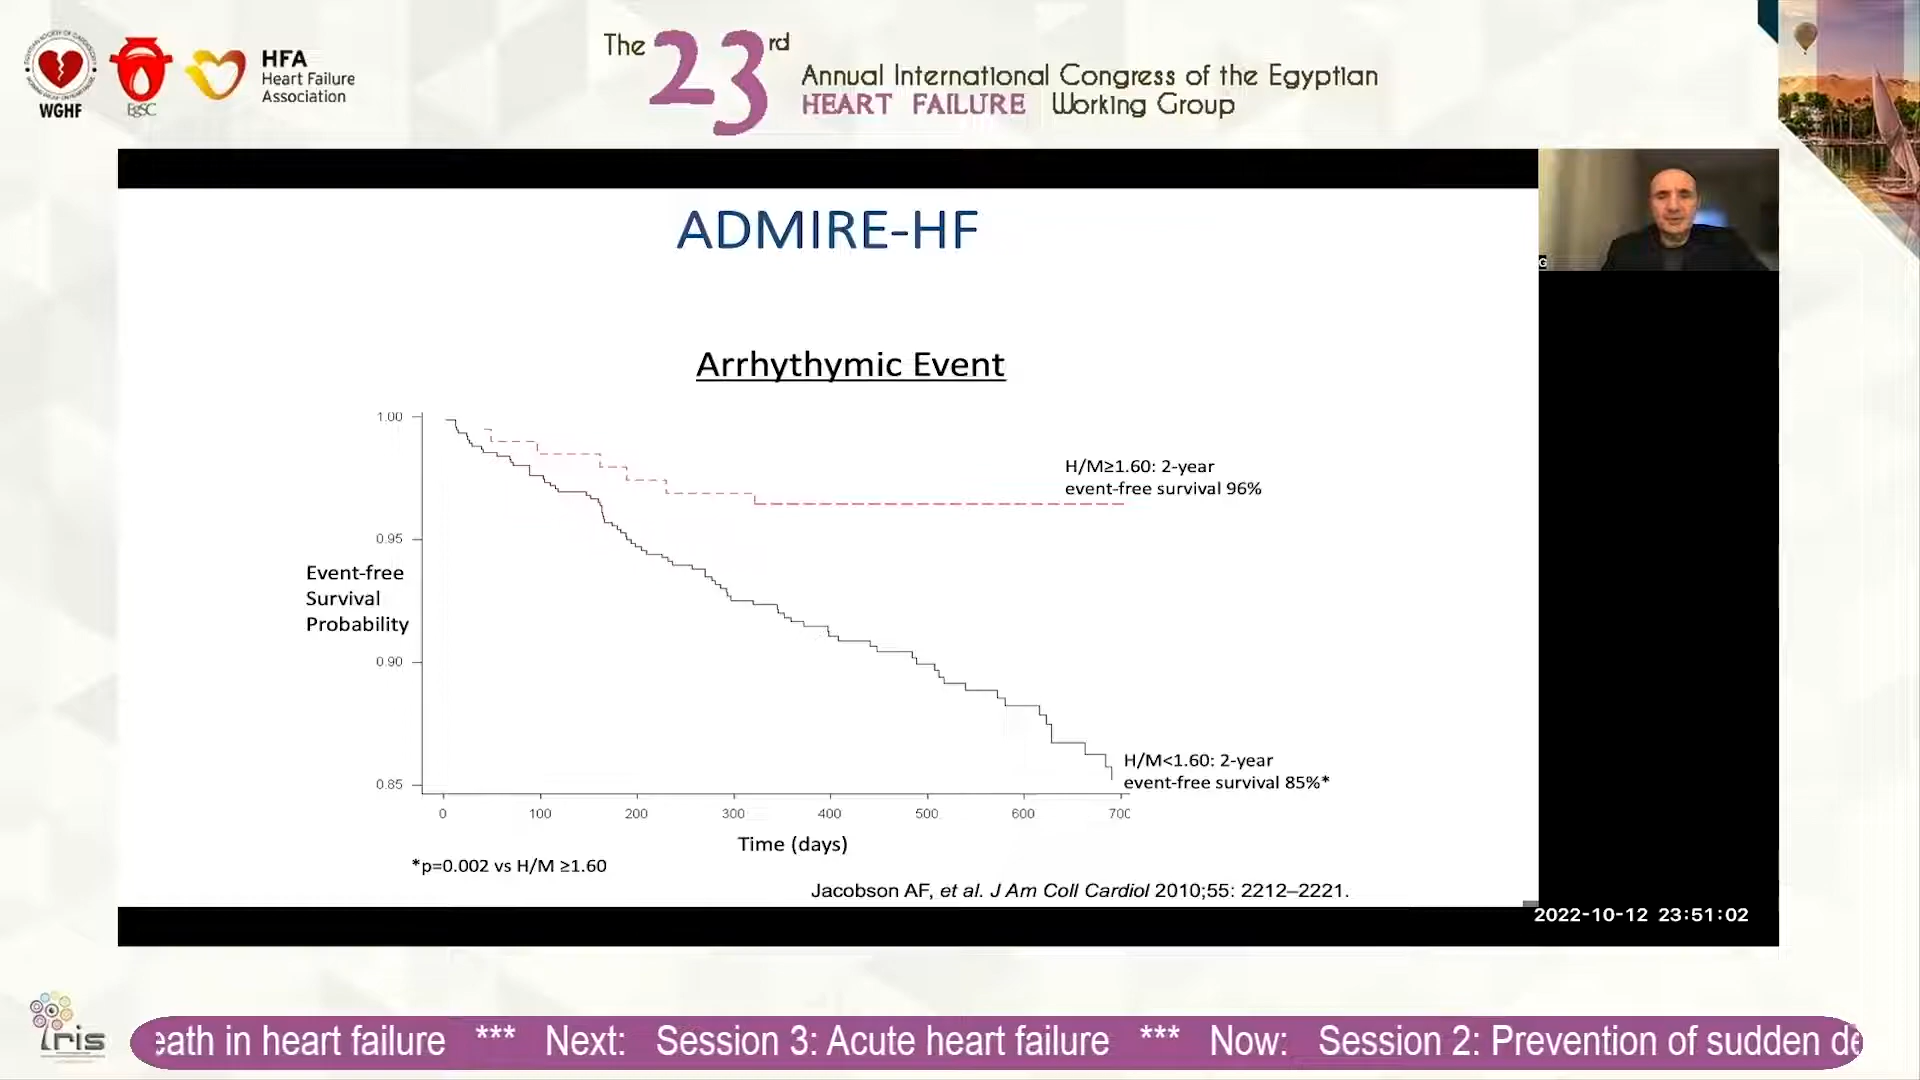 WGHF
EgSC
HFA
Heart Failure
Association
The 23rd
Annual International Congress of the Egyptian
HEART FAILURE Working Group
ADMIRE-HF
Arrhythymic Event
1.00
0.95
0.90
0.85
Event-free
Survival
Probability
H/M≥1.60: 2-year
event-free survival 96%
H/M<1.60: 2-year
event-free survival 85%*
0 100 200 300 400 500 600 700
Time (days)
*p=0.002 vs H/M ≥1.60
Jacobson AF, et al. J Am Coll Cardiol 2010;55: 2212–2221.
G
2022-10-12 23:51:02
Iris
eath in heart failure *** Next: Session 3: Acute heart failure *** Now: Session 2: Prevention of sudden de